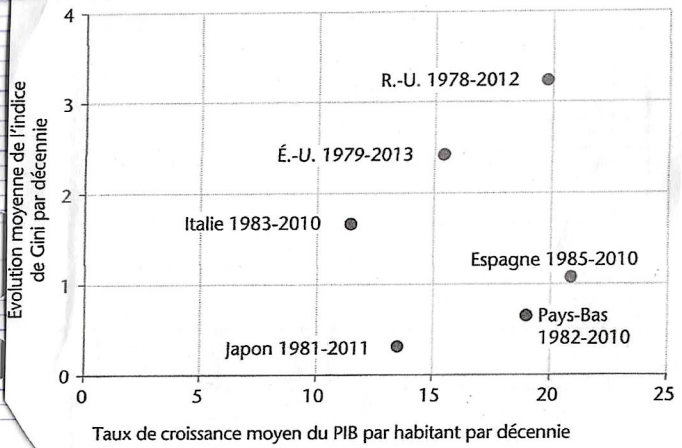 Evolution moyenne de l'indice
de Gini par décennie
4
3
2
1
0
R.-U. 1978-2012
É.-U. 1979-2013
Italie 1983-2010
Espagne 1985-2010
Pays-Bas
1982-2010
Japon 1981-2011
0 5 10 15 20 25
Taux de croissance moyen du PIB par habitant par décennie